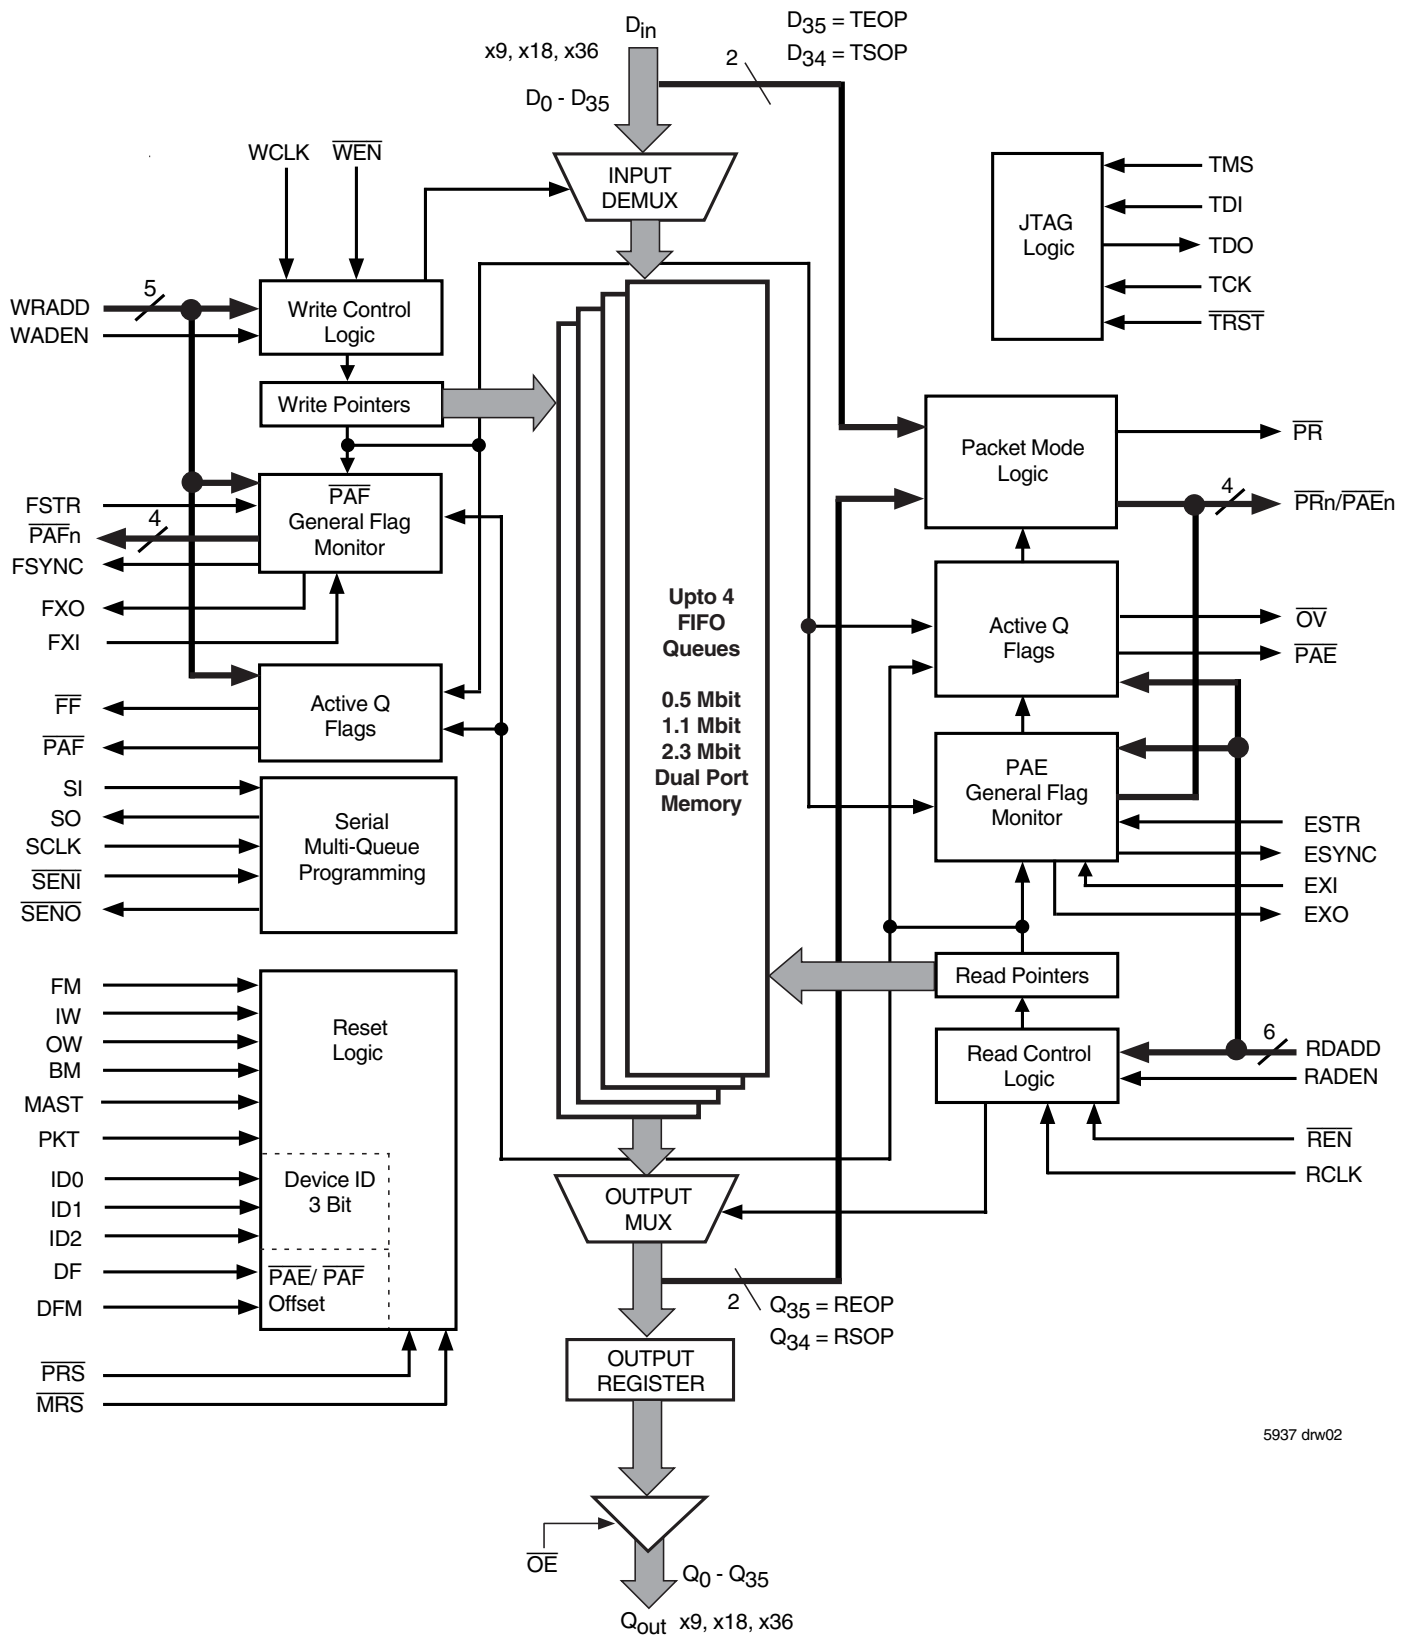 Din
x9, x18, x36
D0 - D35
D35 = TEOP
D34 = TSOP
2
WCLK
WEN
INPUT
DEMUX
JTAG
Logic
TMS
TDI
TDO
TCK
TRST
WRADD
5
WADEN
Write Control
Logic
Write Pointers
FSTR
PAFn
4
FSYNC
FXO
FXI
PAF
General Flag
Monitor
FF
PAF
Active Q
Flags
SI
SO
SCLK
SENI
SENO
Serial
Multi-Queue
Programming
FM
IW
OW
BM
MAST
PKT
ID0
ID1
ID2
DF
DFM
PRS
MRS
Reset
Logic
Device ID
3 Bit
PAE/ PAF
Offset
Upto 4
FIFO
Queues
0.5 Mbit
1.1 Mbit
2.3 Mbit
Dual Port
Memory
Packet Mode
Logic
PR
4
PRn/PAEn
Active Q
Flags
OV
PAE
PAE
General Flag
Monitor
ESTR
ESYNC
EXI
EXO
Read Pointers
Read Control
Logic
6
RDADD
RADEN
REN
RCLK
OUTPUT
MUX
2
Q35 = REOP
Q34 = RSOP
OUTPUT
REGISTER
OE
Q0 - Q35
Qout x9, x18, x36
5937 drw02